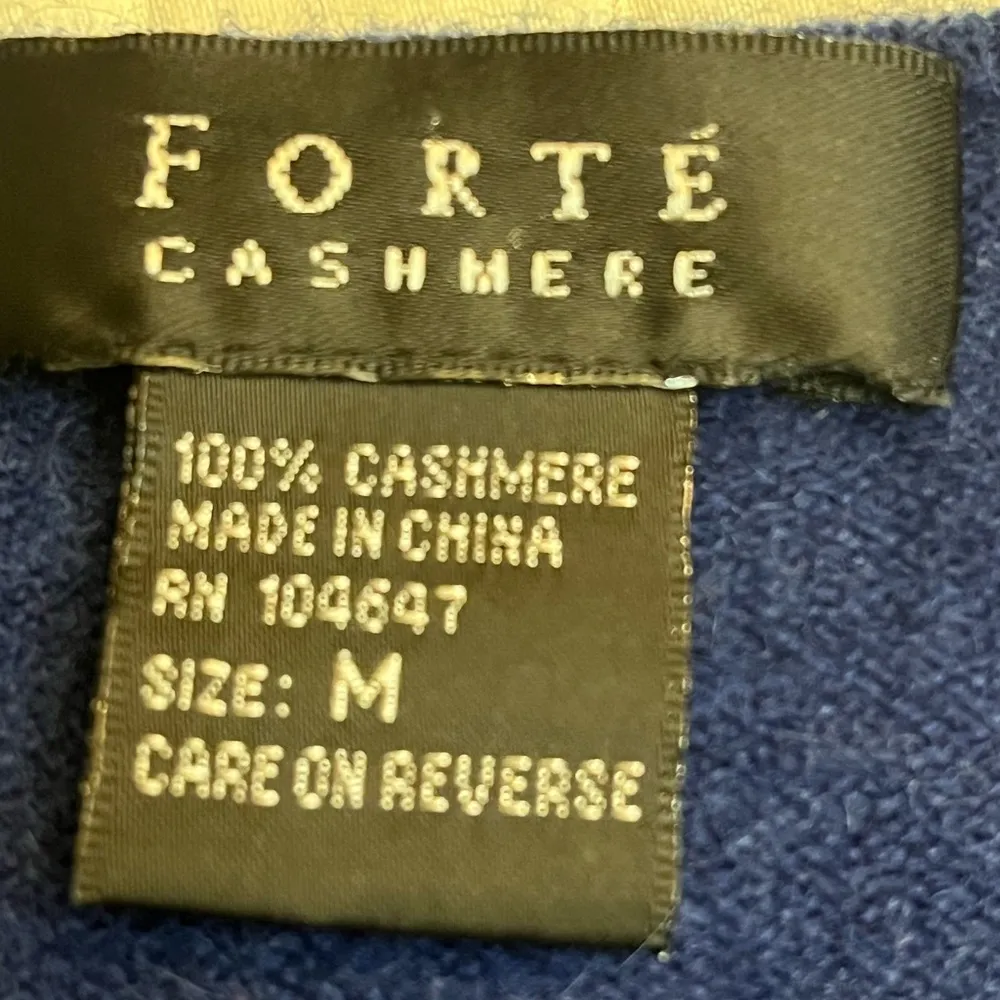 FORTÉ
CASHMERE
100% CASHMERE
MADE IN CHINA
RN 104647
SIZE: M
CARE ON REVERSE